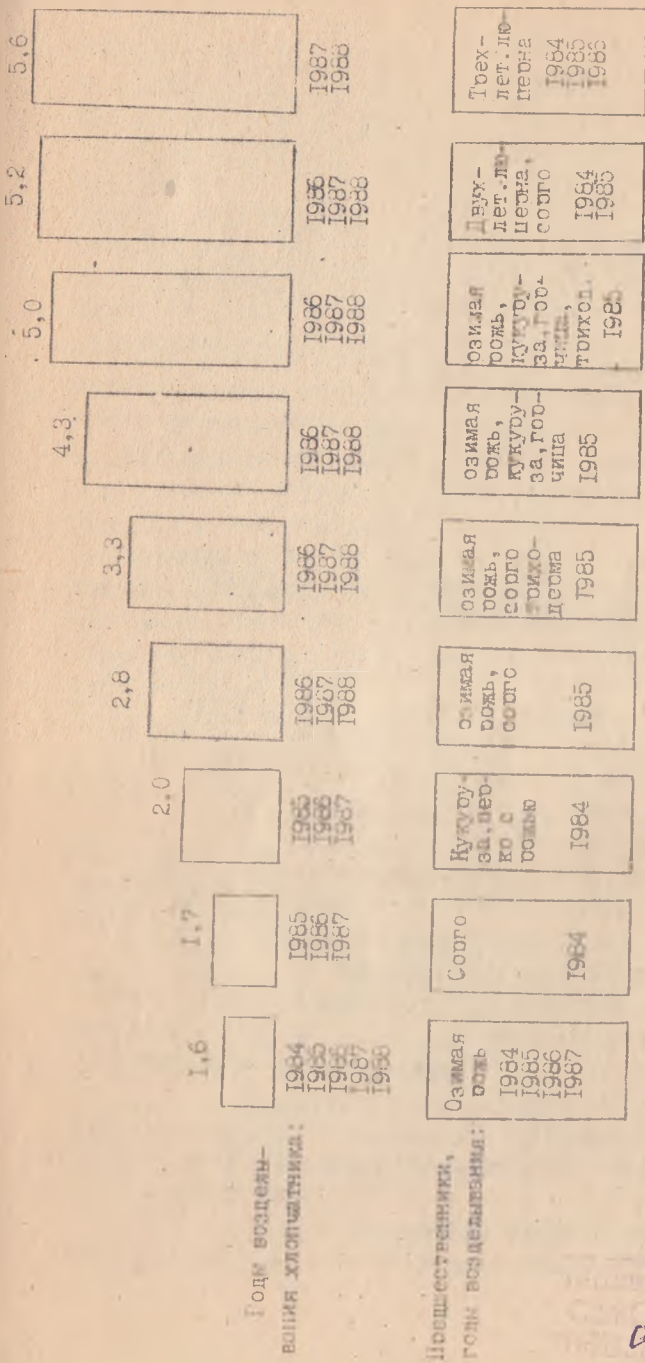 1,6
1,7
2,0
2,8
3,3
4,3
5,0
5,2
5,6
Годы возделы-
вания хлопчатника:
1984
1985
1986
1987
1988
1985
1986
1987
1985
1986
1987
1986
1987
1988
1986
1987
1988
1986
1987
1988
1986
1987
1988
1986
1987
1988
1987
1988
Предшественники,
годы возделывания:
Озимая
рожь
1984
1985
1986
1987
Сорго
1984
Кукуру-
за, пер-
ко с
рожью
1984
озимая
рожь,
сорго
1985
озимая
рожь,
сорго
трихо-
дерма
1985
озимая
рожь,
кукуру-
за, гор-
чица
1985
озимая
рожь,
кукуру-
за, гор-
чица,
триход.
1985
Двух-
лет. лю-
церна,
сорго
1984
1985
Трех-
лет. лю-
церна
1984
1985
1986